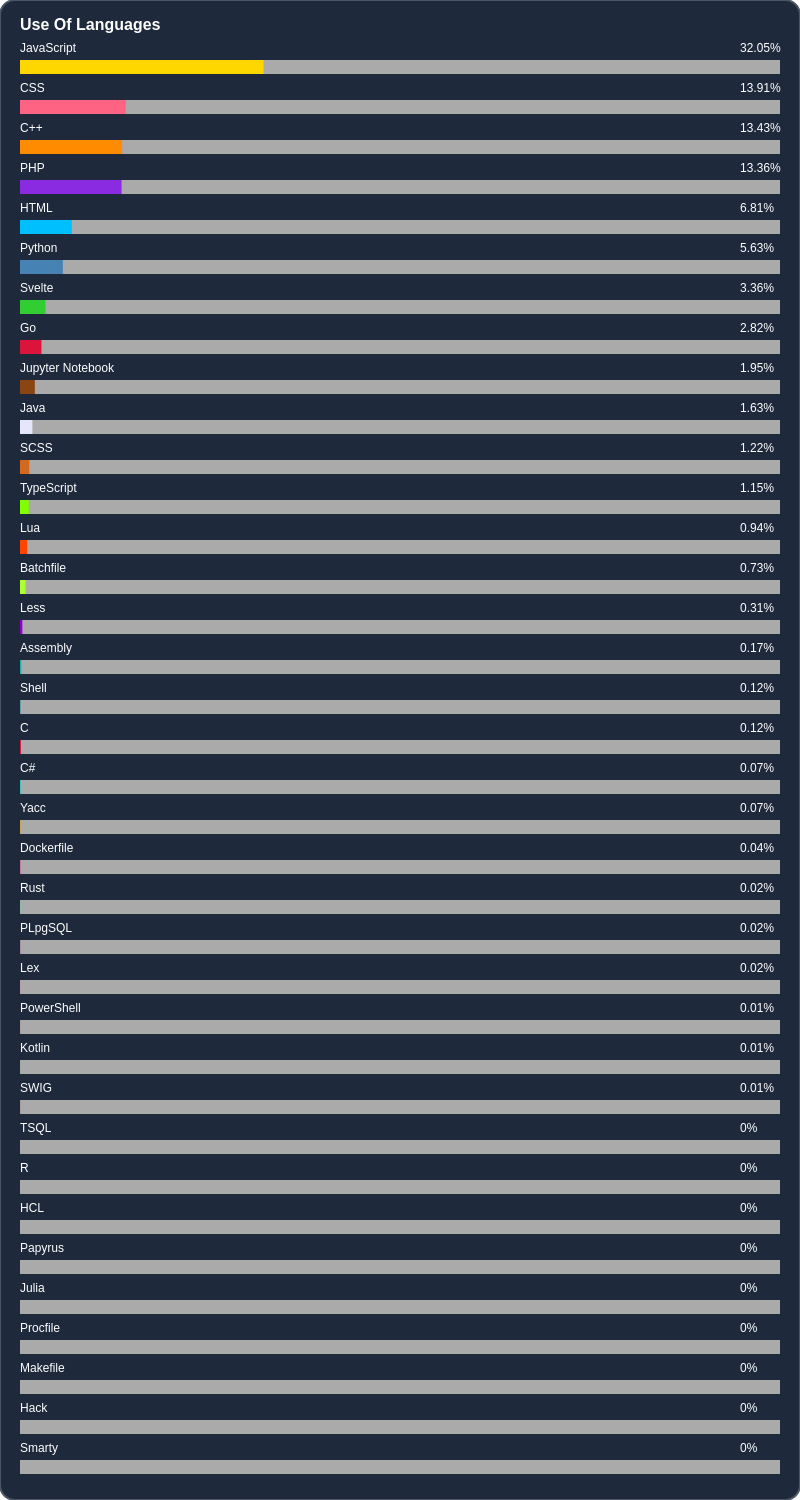 Use Of Languages
JavaScript 32.05%
CSS 13.91%
C++ 13.43%
PHP 13.36%
HTML 6.81%
Python 5.63%
Svelte 3.36%
Go 2.82%
Jupyter Notebook 1.95%
Java 1.63%
SCSS 1.22%
TypeScript 1.15%
Lua 0.94%
Batchfile 0.73%
Less 0.31%
Assembly 0.17%
Shell 0.12%
C 0.12%
C# 0.07%
Yacc 0.07%
Dockerfile 0.04%
Rust 0.02%
PLpgSQL 0.02%
Lex 0.02%
PowerShell 0.01%
Kotlin 0.01%
SWIG 0.01%
TSQL 0%
R 0%
HCL 0%
Papyrus 0%
Julia 0%
Procfile 0%
Makefile 0%
Hack 0%
Smarty 0%